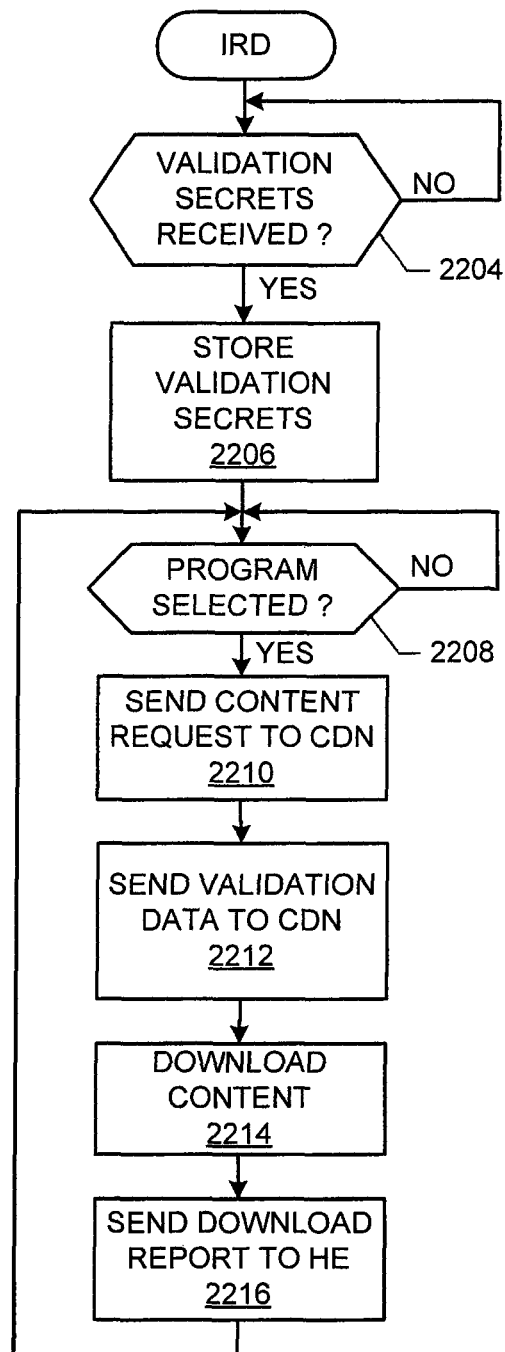 IRD
VALIDATION
SECRETS
RECEIVED ?
NO
2204
YES
STORE
VALIDATION
SECRETS
2206
PROGRAM
SELECTED ?
NO
2208
YES
SEND CONTENT
REQUEST TO CDN
2210
SEND VALIDATION
DATA TO CDN
2212
DOWNLOAD
CONTENT
2214
SEND DOWNLOAD
REPORT TO HE
2216